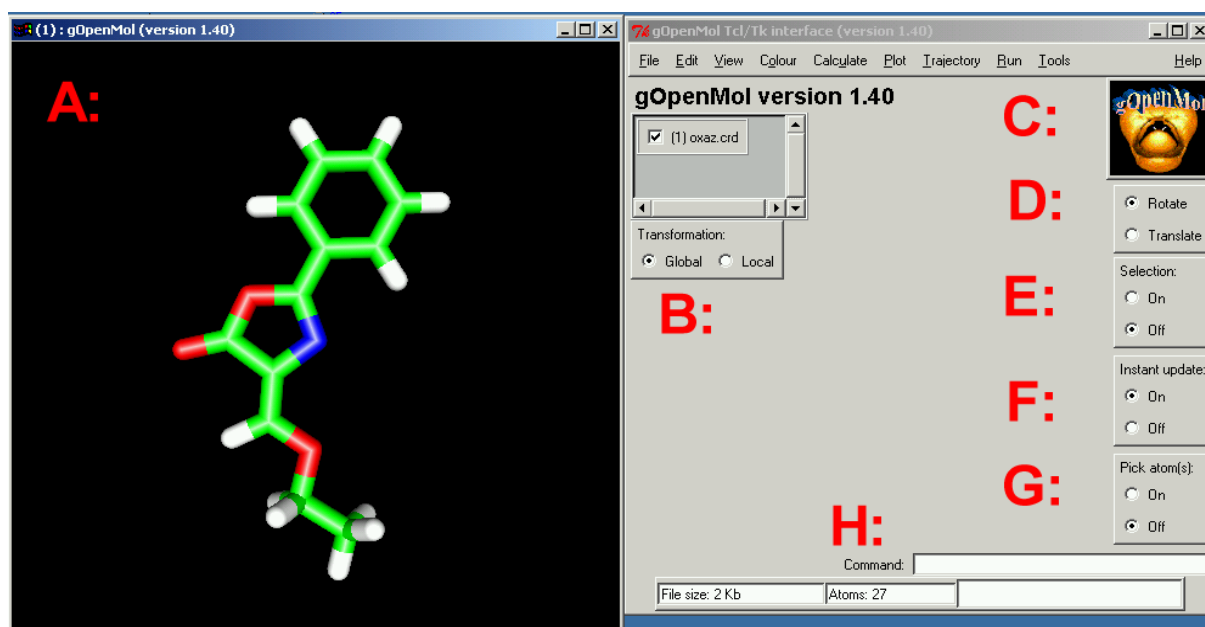 (1) : gOpenMol (version 1.40)
A:
gOpenMol Tcl/Tk interface (version 1.40)
File Edit View Colour Calculate Plot Trajectory Run Tools Help
gOpenMol version 1.40
(1) oxaz.crd
Transformation:
Global Local
B:
C:
gOpenMol
D:
Rotate
Translate
E:
Selection:
On
Off
F:
Instant update:
On
Off
G:
Pick atom(s):
On
Off
H:
Command:
File size: 2 Kb Atoms: 27